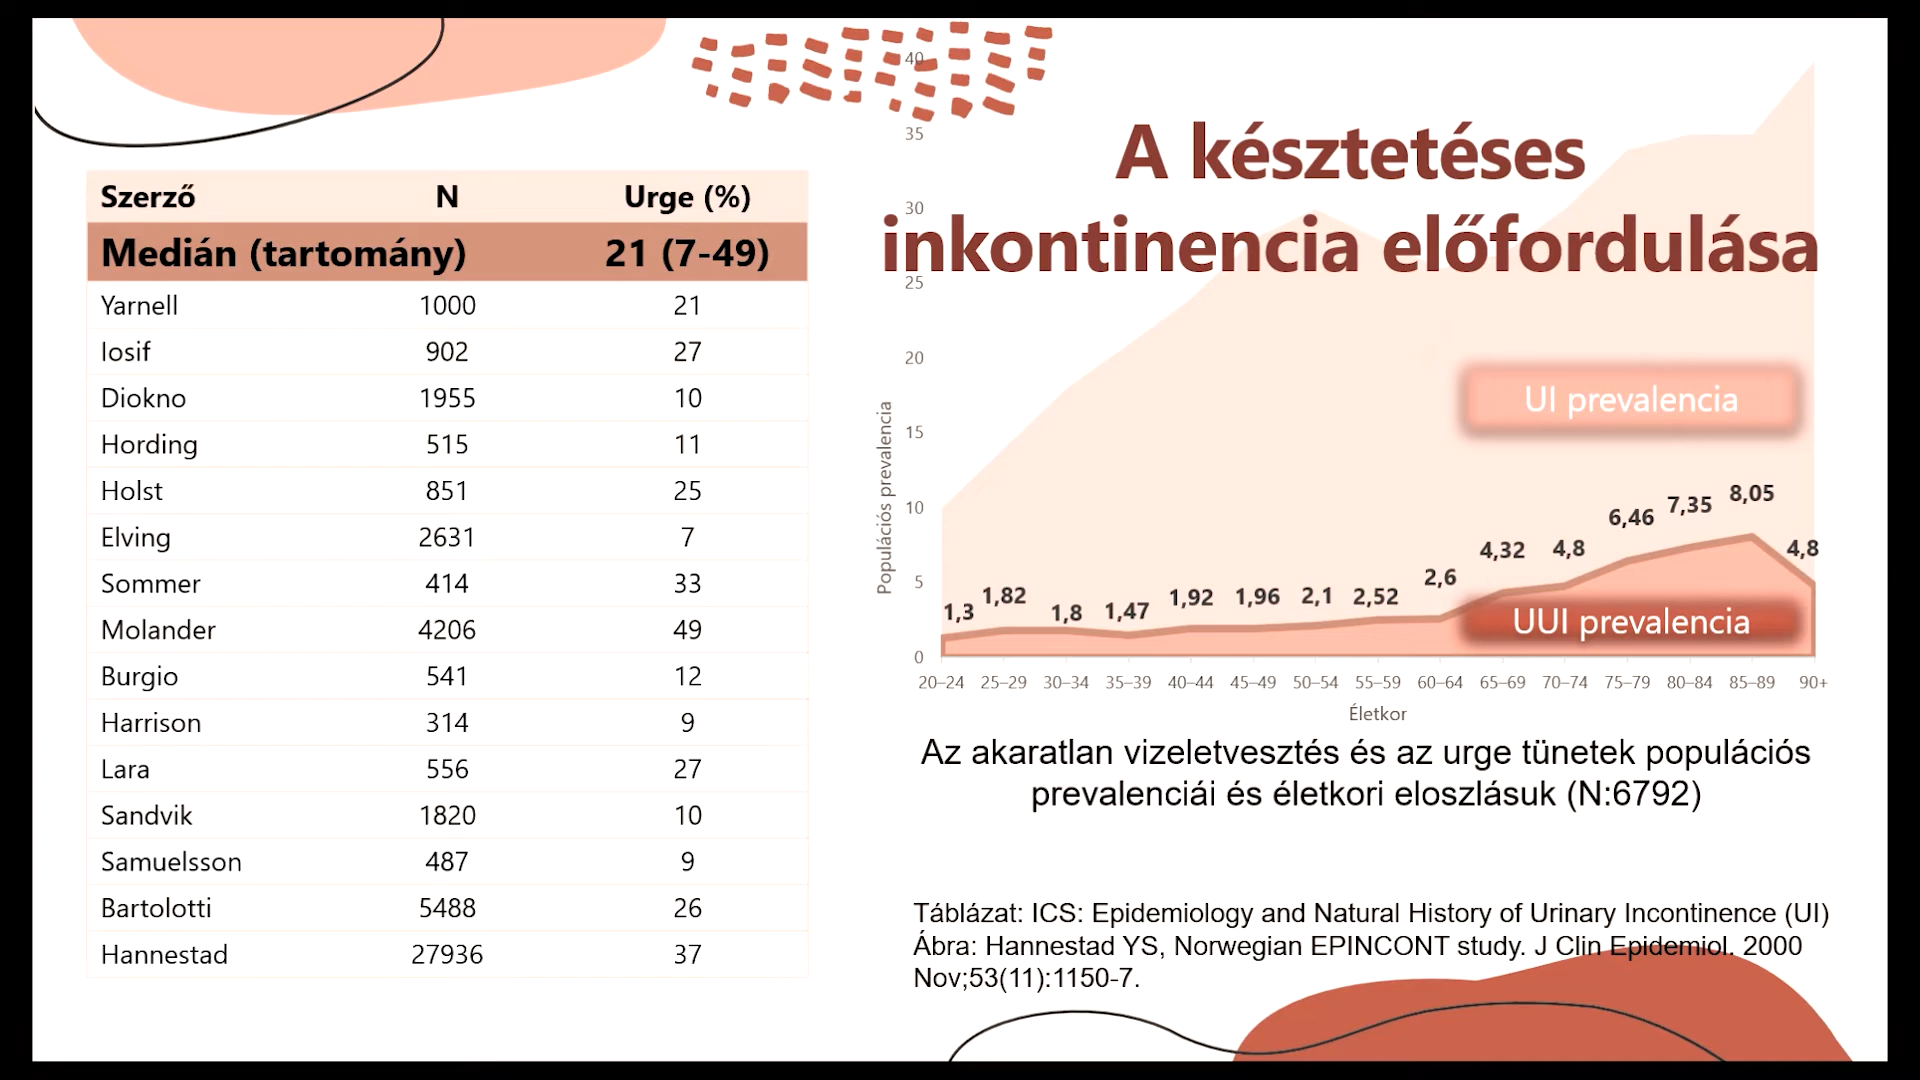 A késztetéses
inkontinencia előfordulása
Szerző N Urge (%)
Medián (tartomány) 21 (7-49)
Yarnell 1000 21
Iosif 902 27
Diokno 1955 10
Hording 515 11
Holst 851 25
Elving 2631 7
Sommer 414 33
Molander 4206 49
Burgio 541 12
Harrison 314 9
Lara 556 27
Sandvik 1820 10
Samuelsson 487 9
Bartolotti 5488 26
Hannestad 27936 37
40
35
30
25
20
15
10
5
0
Populációs prevalencia
UI prevalencia
1,3 1,82 1,8 1,47 1,92 1,96 2,1 2,52 2,6 4,32 4,8 6,46 7,35 8,05 4,8
UUI prevalencia
20–24 25–29 30–34 35–39 40–44 45–49 50–54 55–59 60–64 65–69 70–74 75–79 80–84 85–89 90+
Életkor
Az akaratlan vizeletvesztés és az urge tünetek populációs
prevalenciái és életkori eloszlásuk (N:6792)
Táblázat: ICS: Epidemiology and Natural History of Urinary Incontinence (UI)
Ábra: Hannestad YS, Norwegian EPINCONT study. J Clin Epidemiol. 2000
Nov;53(11):1150-7.